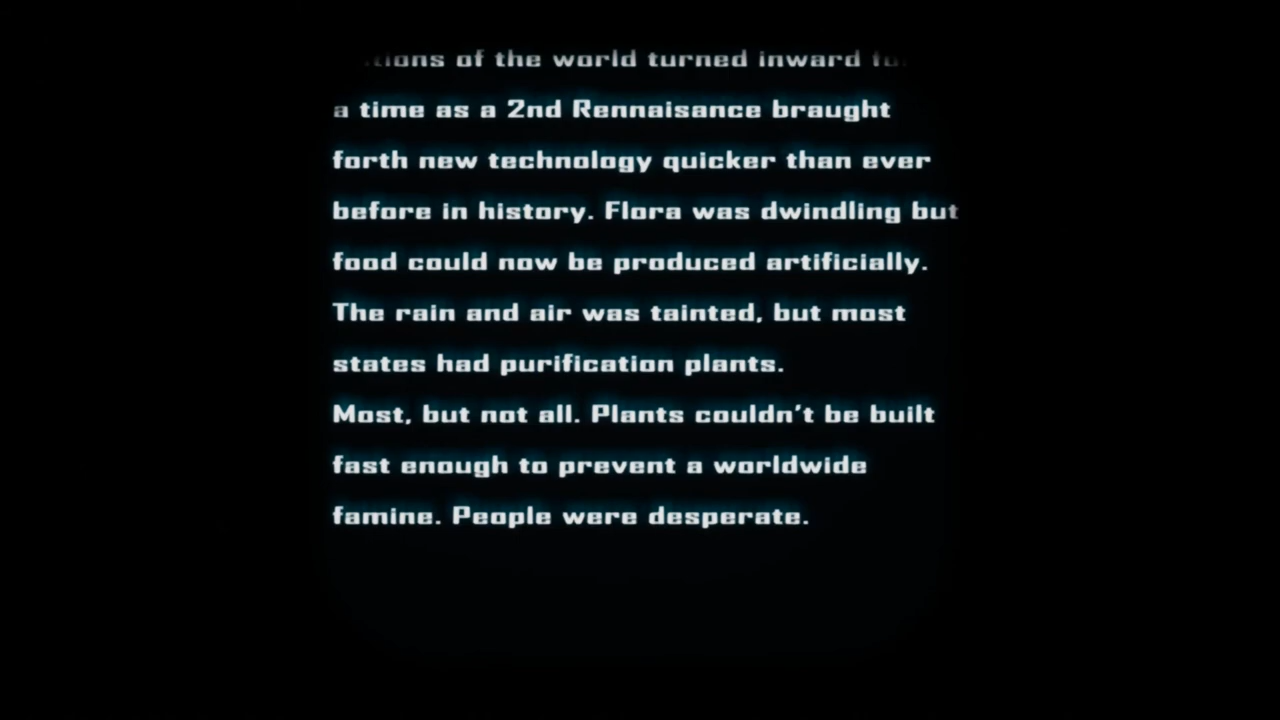 of the world turned inward
a time as a 2nd Rennaisance braught
forth new technology quicker than ever
before in history. Flora was dwindling but
food could now be produced artificially.
The rain and air was tainted, but most
states had purification plants.
Most, but not all. Plants couldn't be built
fast enough to prevent a worldwide
famine. People were desperate.